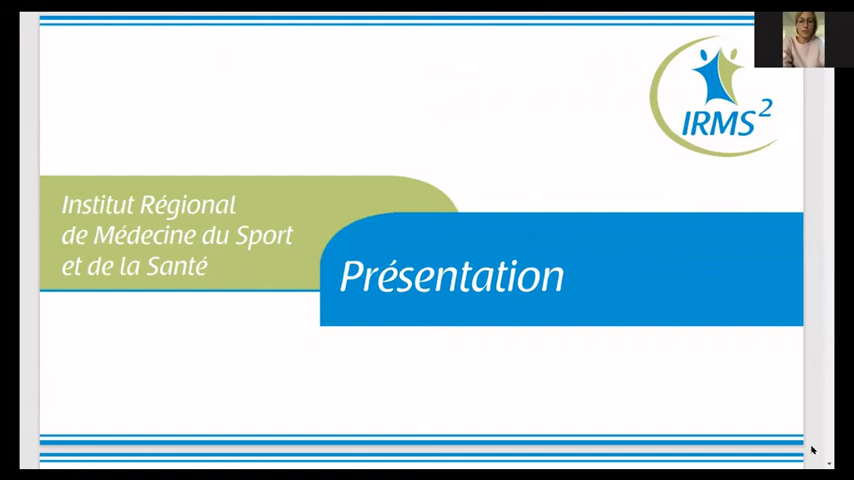 IRMS²
Institut Régional
de Médecine du Sport
et de la Santé
Présentation